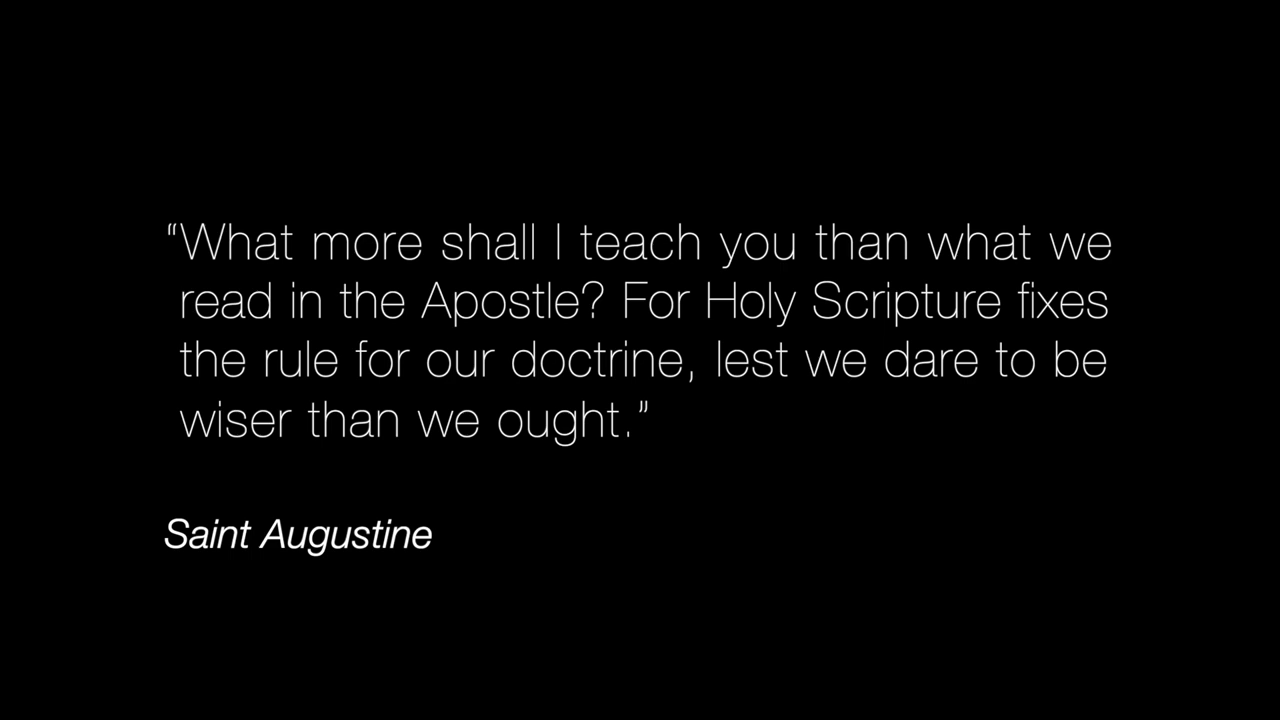 “What more shall I teach you than what we
read in the Apostle? For Holy Scripture fixes
the rule for our doctrine, lest we dare to be
wiser than we ought.”
Saint Augustine